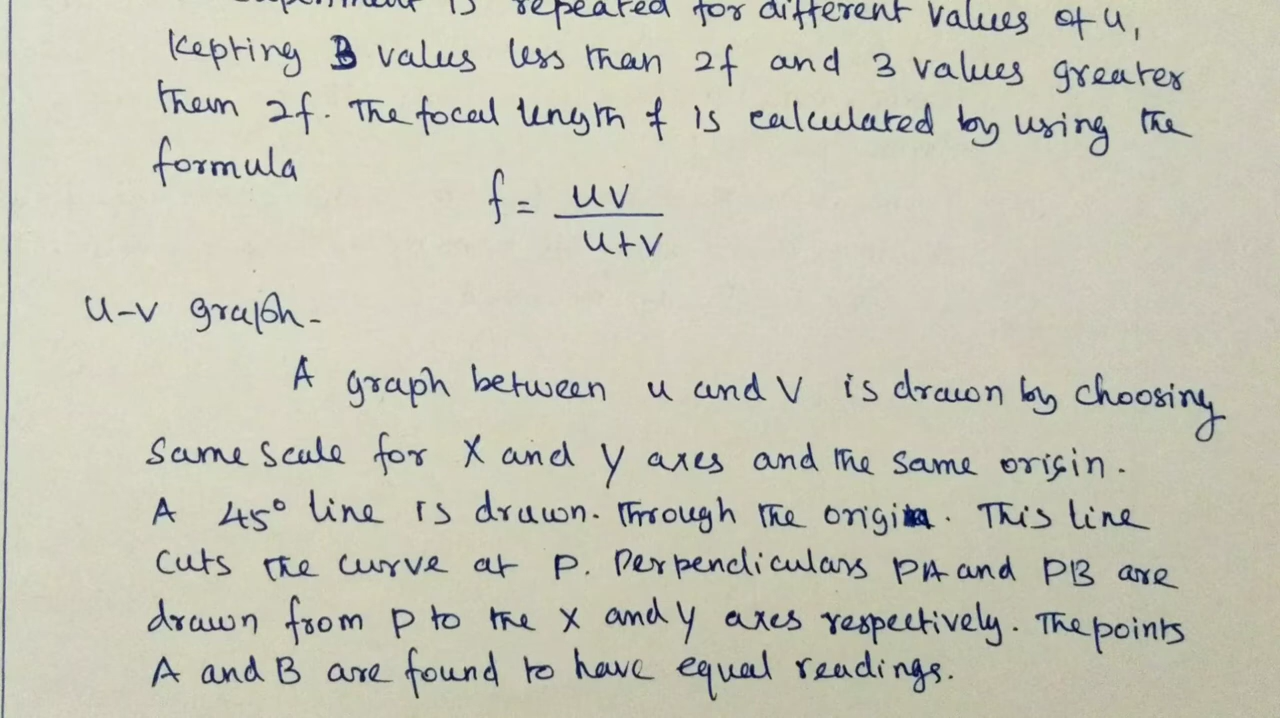 experiment is repeated for different values of u,
Kepting 3 values less than 2f and 3 values greater
them 2f. The focal length f is calculated by using the
formula
f = uv
u+v
u-v graph-
A graph between u and V is drawn by choosing
same scale for X and Y axes and the same origin.
A 45° line is drawn. Through the origin. This line
cuts the curve at P. Perpendiculars PA and PB are
drawn from P to the X and Y axes respectively. The points
A and B are found to have equal readings.